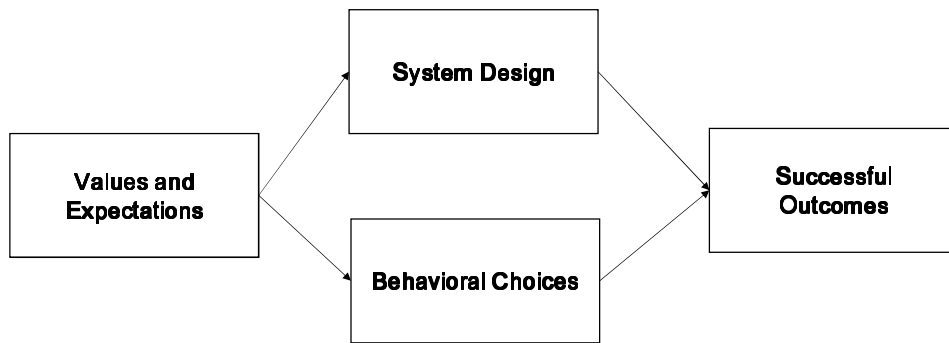 System Design
Values and
Expectations
Successful
Outcomes
Behavioral Choices